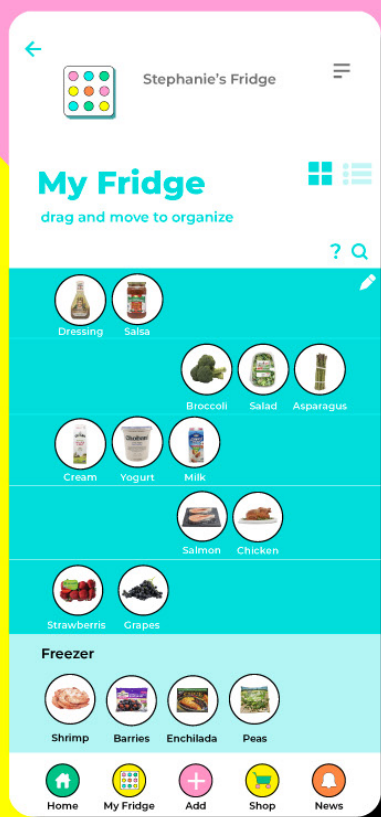 Stephanie's Fridge
My Fridge
drag and move to organize
?
Dressing Salsa
Broccoli Salad Asparagus
Cream Yogurt Milk
Salmon Chicken
Strawberris Grapes
Freezer
Shrimp Barries Enchilada Peas
Home My Fridge Add Shop News